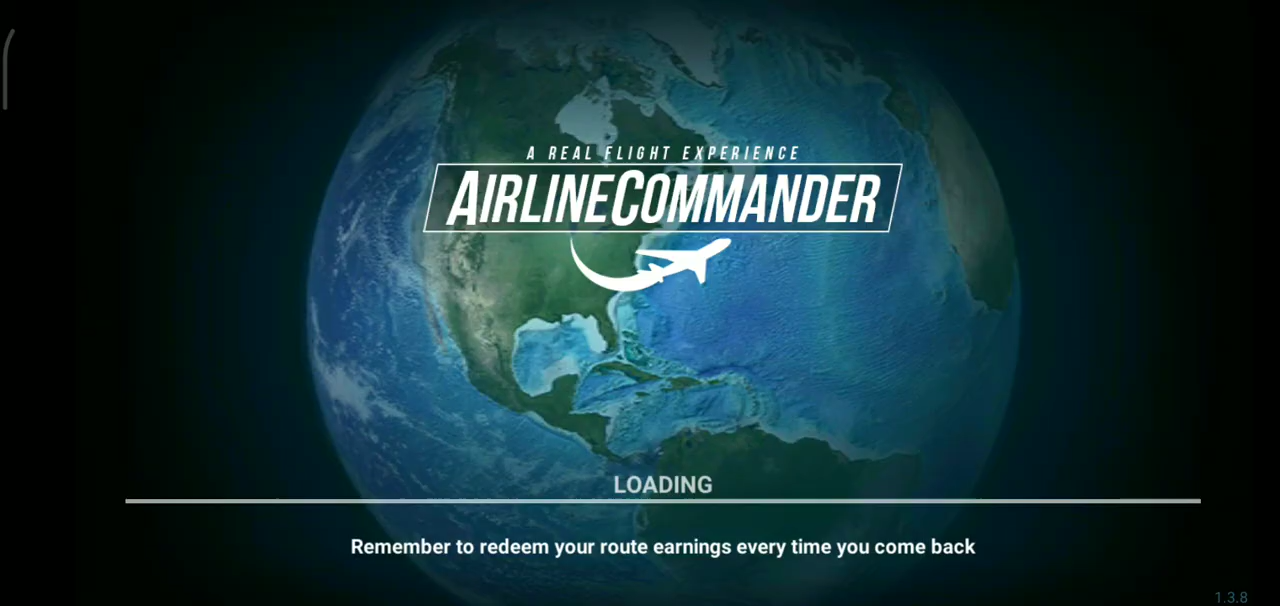 A REAL FLIGHT EXPERIENCE
AIRLINECOMMANDER
LOADING
Remember to redeem your route earnings every time you come back
1.3.8